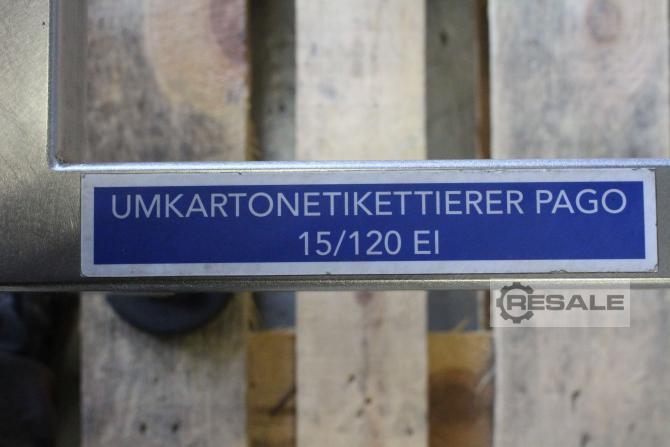 UMKARTONETIKETTIERER PAGO
15/120 EI
RESALE